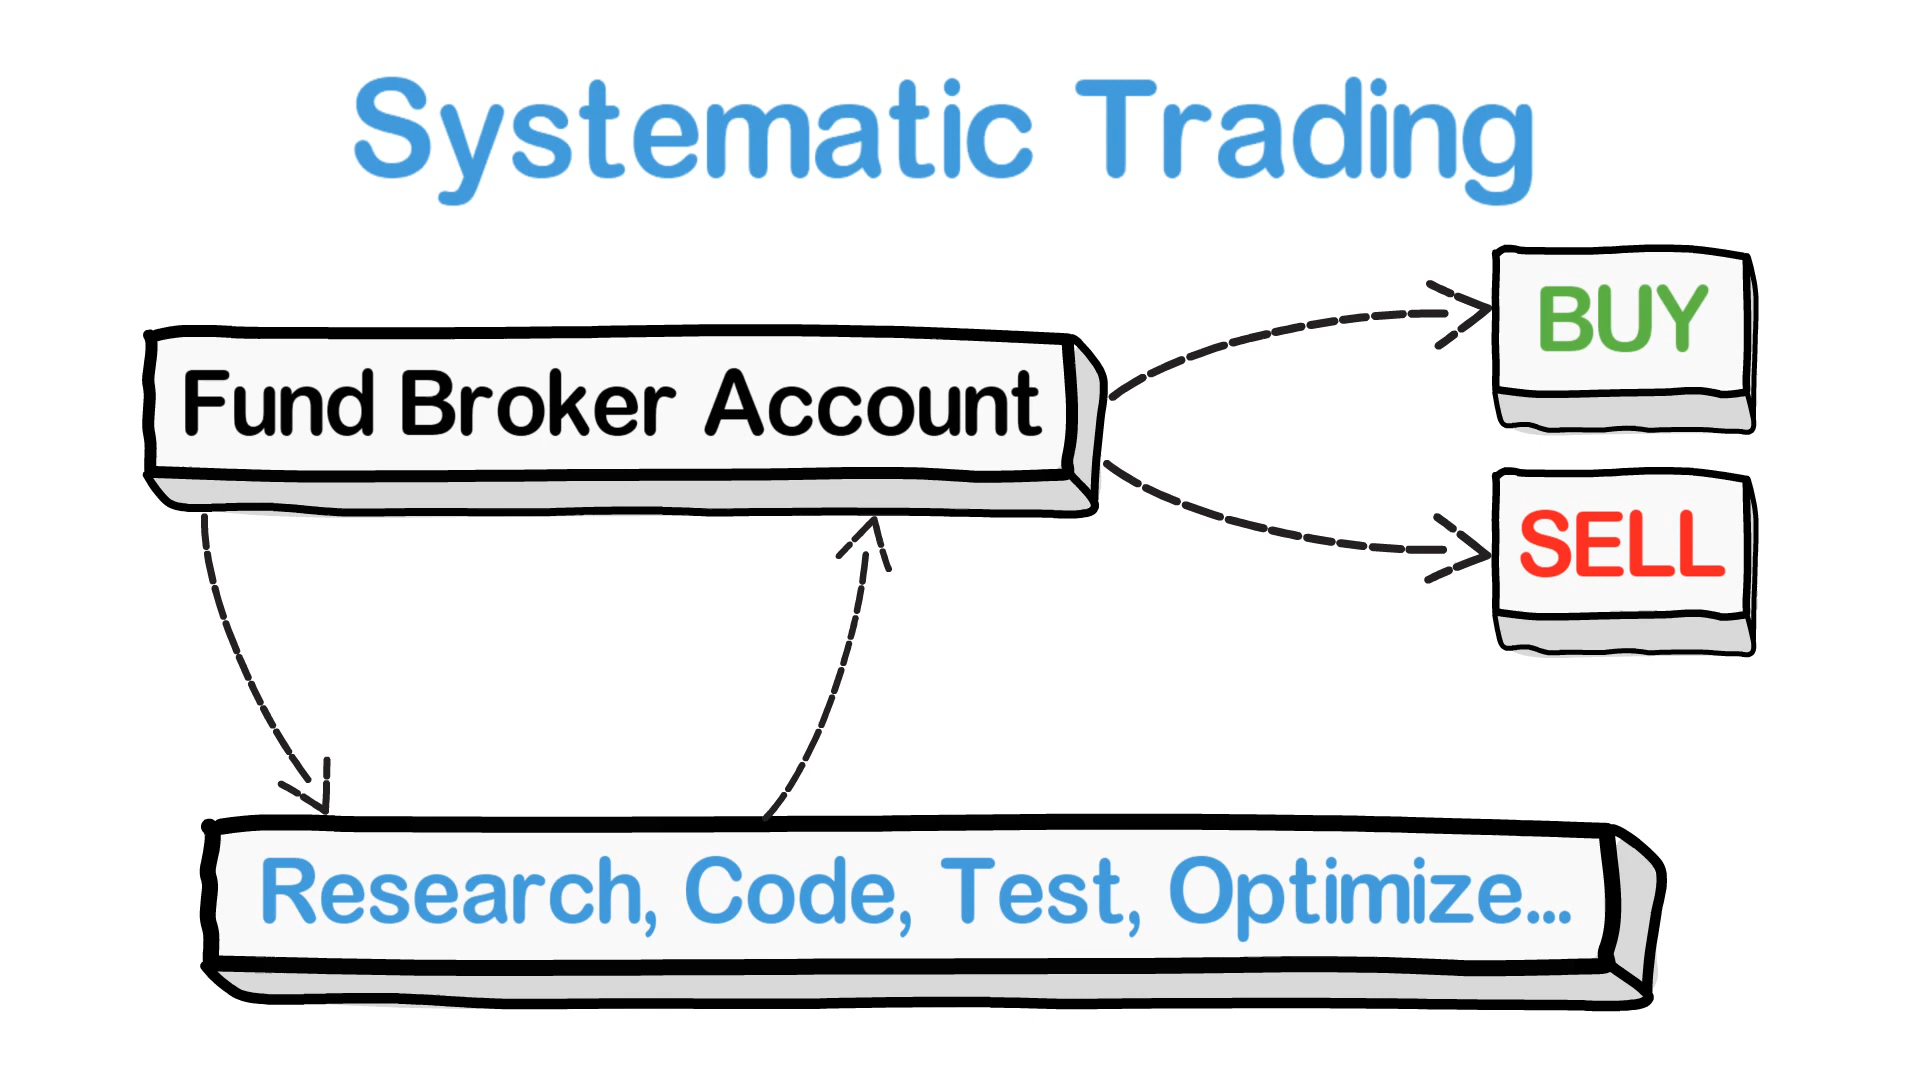 Systematic Trading
BUY
Fund Broker Account
SELL
Research, Code, Test, Optimize...